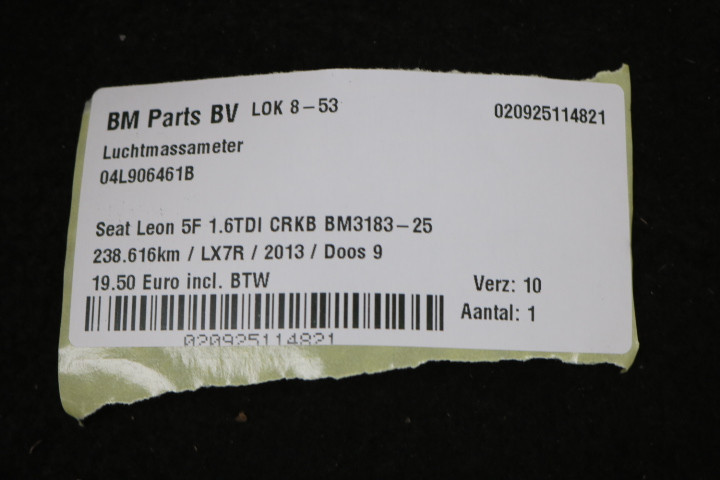 BM Parts BV LOK 8-53 020925114821
Luchtmassameter
04L906461B
Seat Leon 5F 1.6TDI CRKB BM3183-25
238.616km / LX7R / 2013 / Doos 9
19.50 Euro incl. BTW Verz: 10
Aantal: 1
020925114821